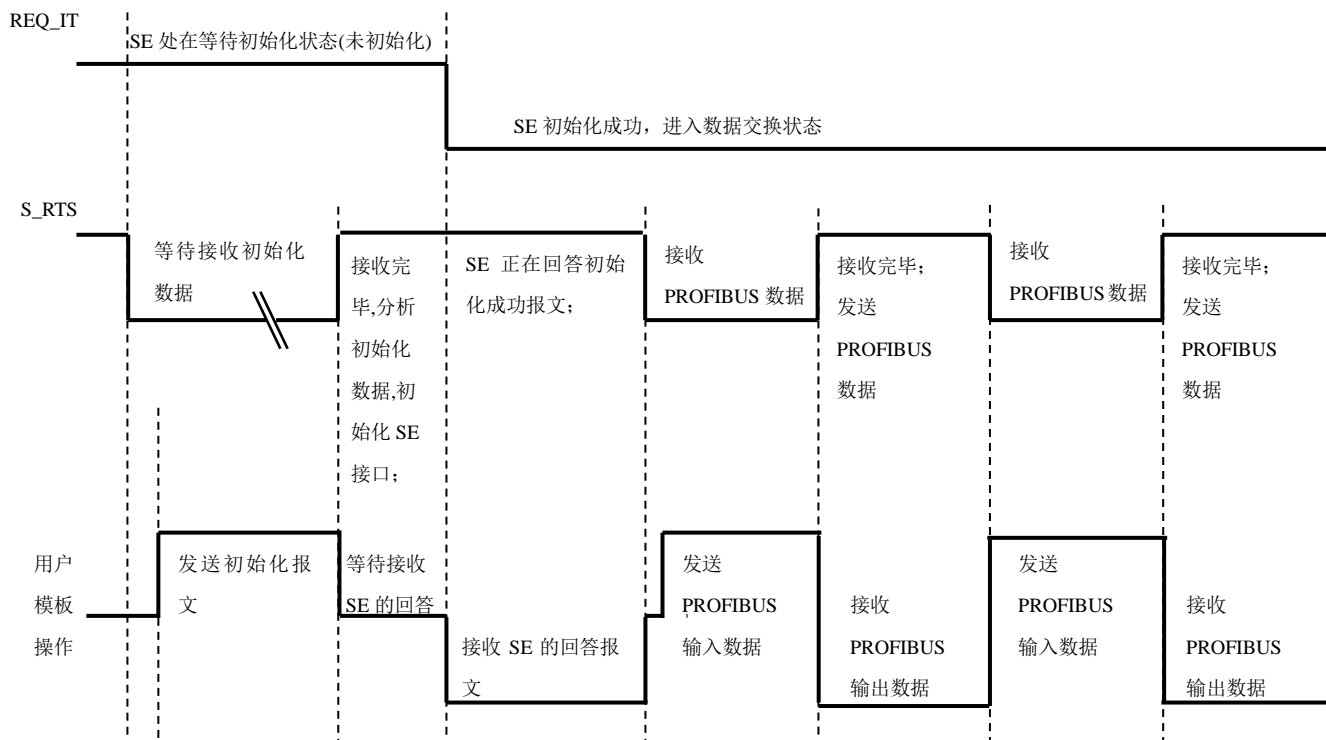 REQ_IT
SE 处在等待初始化状态(未初始化)
SE 初始化成功，进入数据交换状态
S_RTS
等待接收初始化
数据
接收完
毕,分析
初始化
数据,初
始化 SE
接口；
SE 正在回答初始
化成功报文；
接收
PROFIBUS 数据
接收完毕；
发送
PROFIBUS
数据
接收
PROFIBUS 数据
接收完毕；
发送
PROFIBUS
数据
用户
模板
操作
发送初始化报
文
等待接收
SE 的回答
接收 SE 的回答报
文
发送
PROFIBUS
输入数据
接收
PROFIBUS
输出数据
发送
PROFIBUS
输入数据
接收
PROFIBUS
输出数据